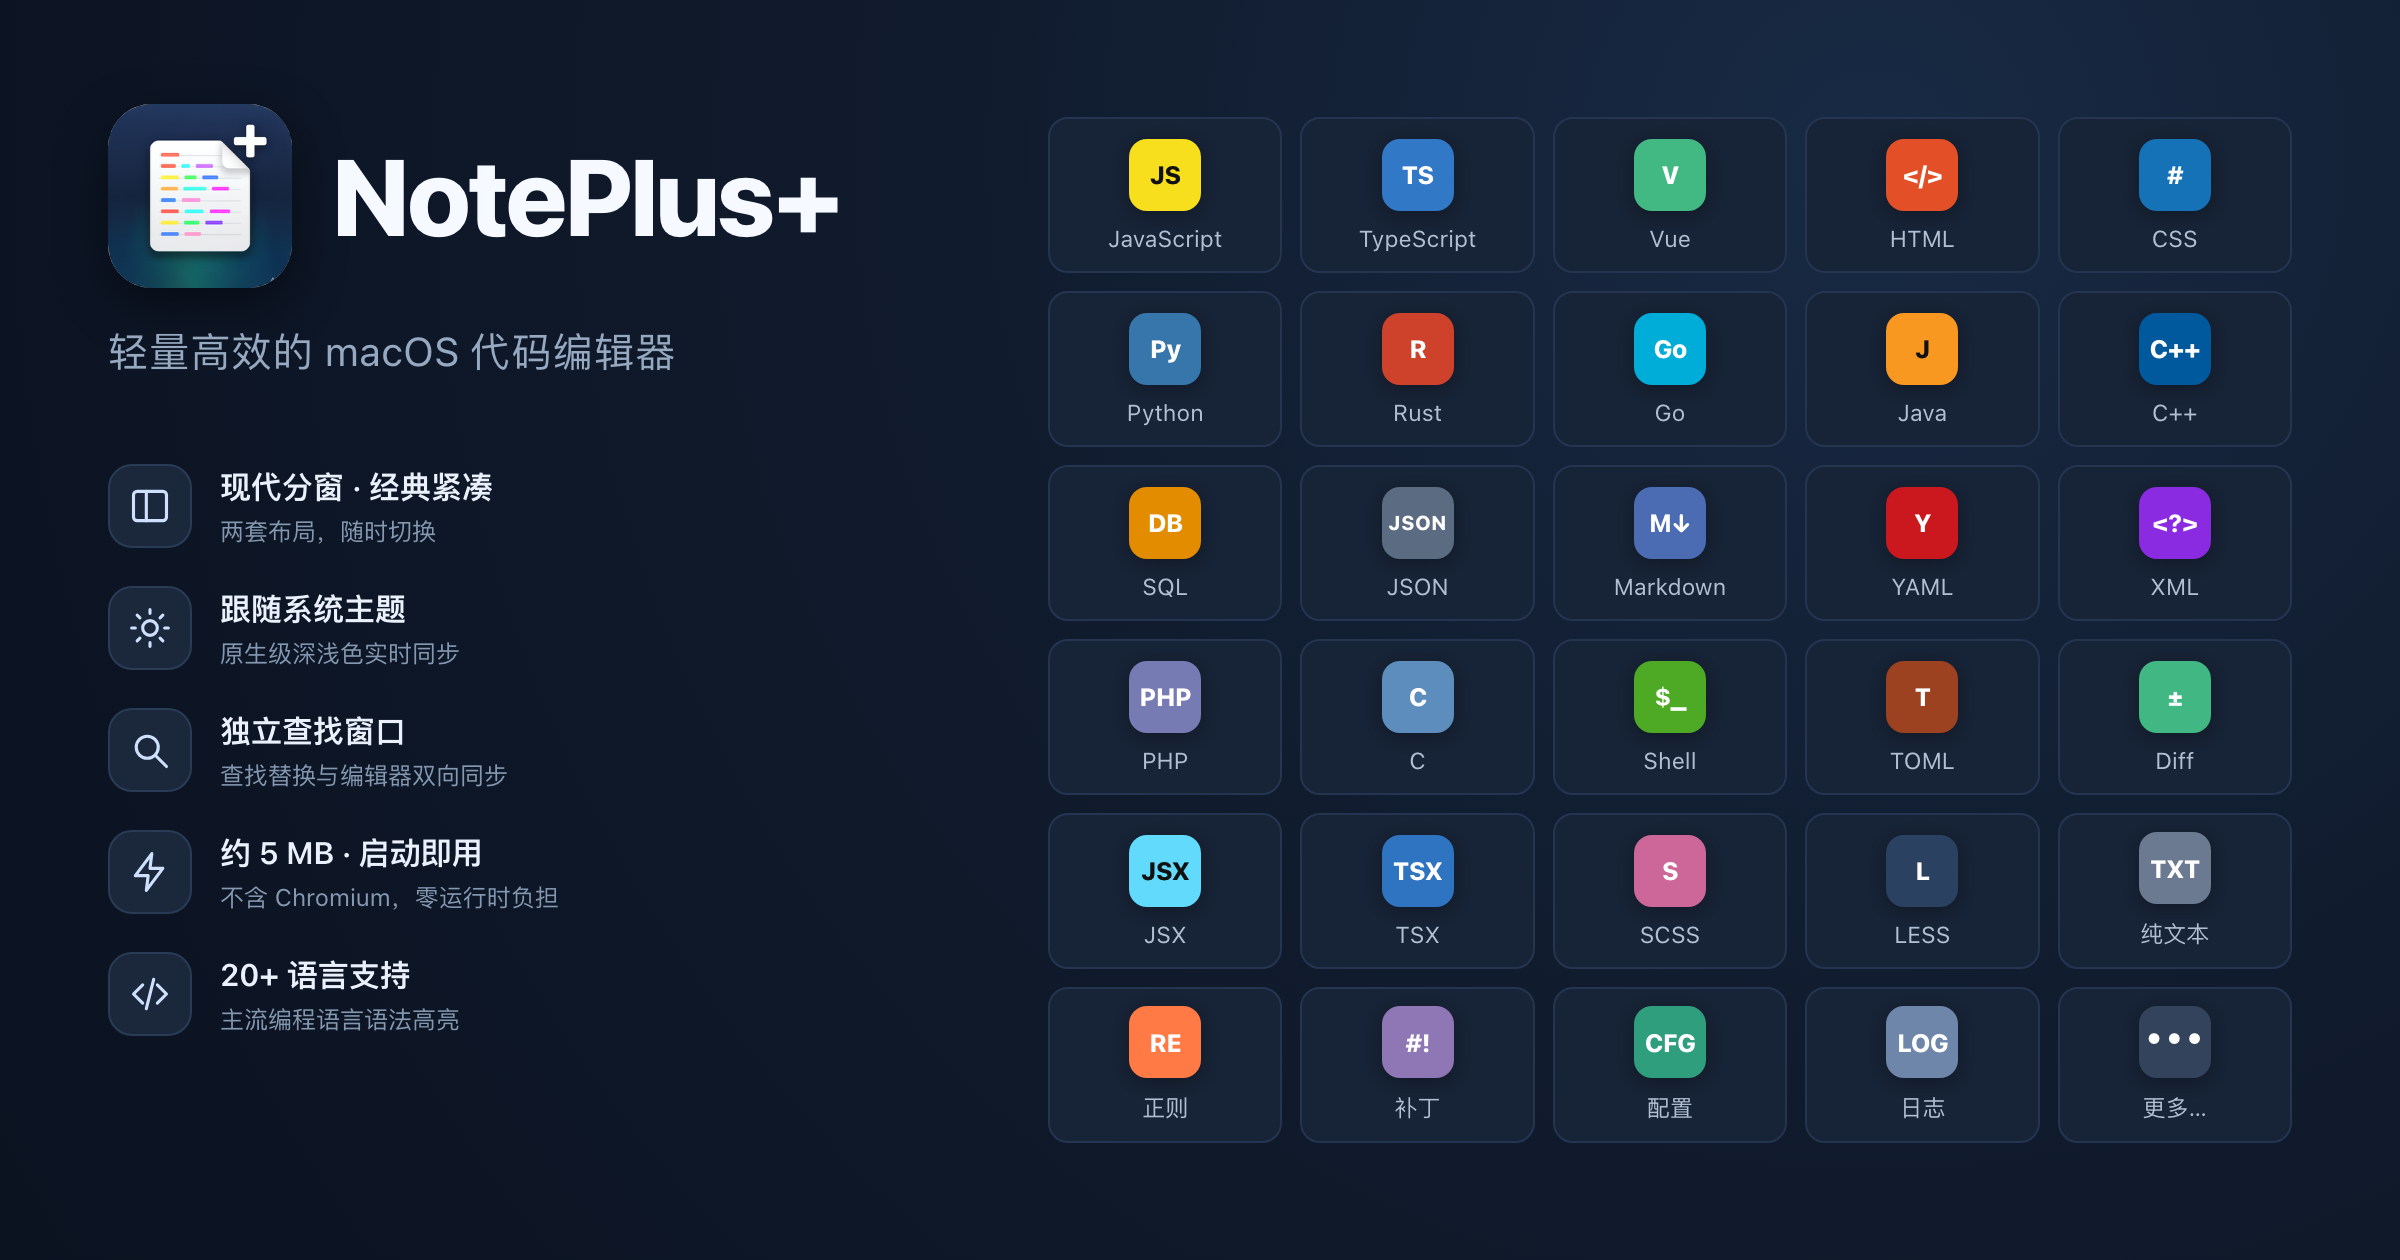 NotePlus+
轻量高效的 macOS 代码编辑器
现代分窗 · 经典紧凑
两套布局，随时切换
跟随系统主题
原生级深浅色实时同步
独立查找窗口
查找替换与编辑器双向同步
约 5 MB · 启动即用
不含 Chromium，零运行时负担
20+ 语言支持
主流编程语言语法高亮
JS
JavaScript
TS
TypeScript
V
Vue
</>
HTML
#
CSS
Py
Python
R
Rust
Go
Go
J
Java
C++
C++
DB
SQL
JSON
JSON
M↓
Markdown
Y
YAML
<?>
XML
PHP
PHP
C
C
$_
Shell
T
TOML
±
Diff
JSX
JSX
TSX
TSX
S
SCSS
L
LESS
TXT
纯文本
RE
正则
#!
补丁
CFG
配置
LOG
日志
•••
更多...